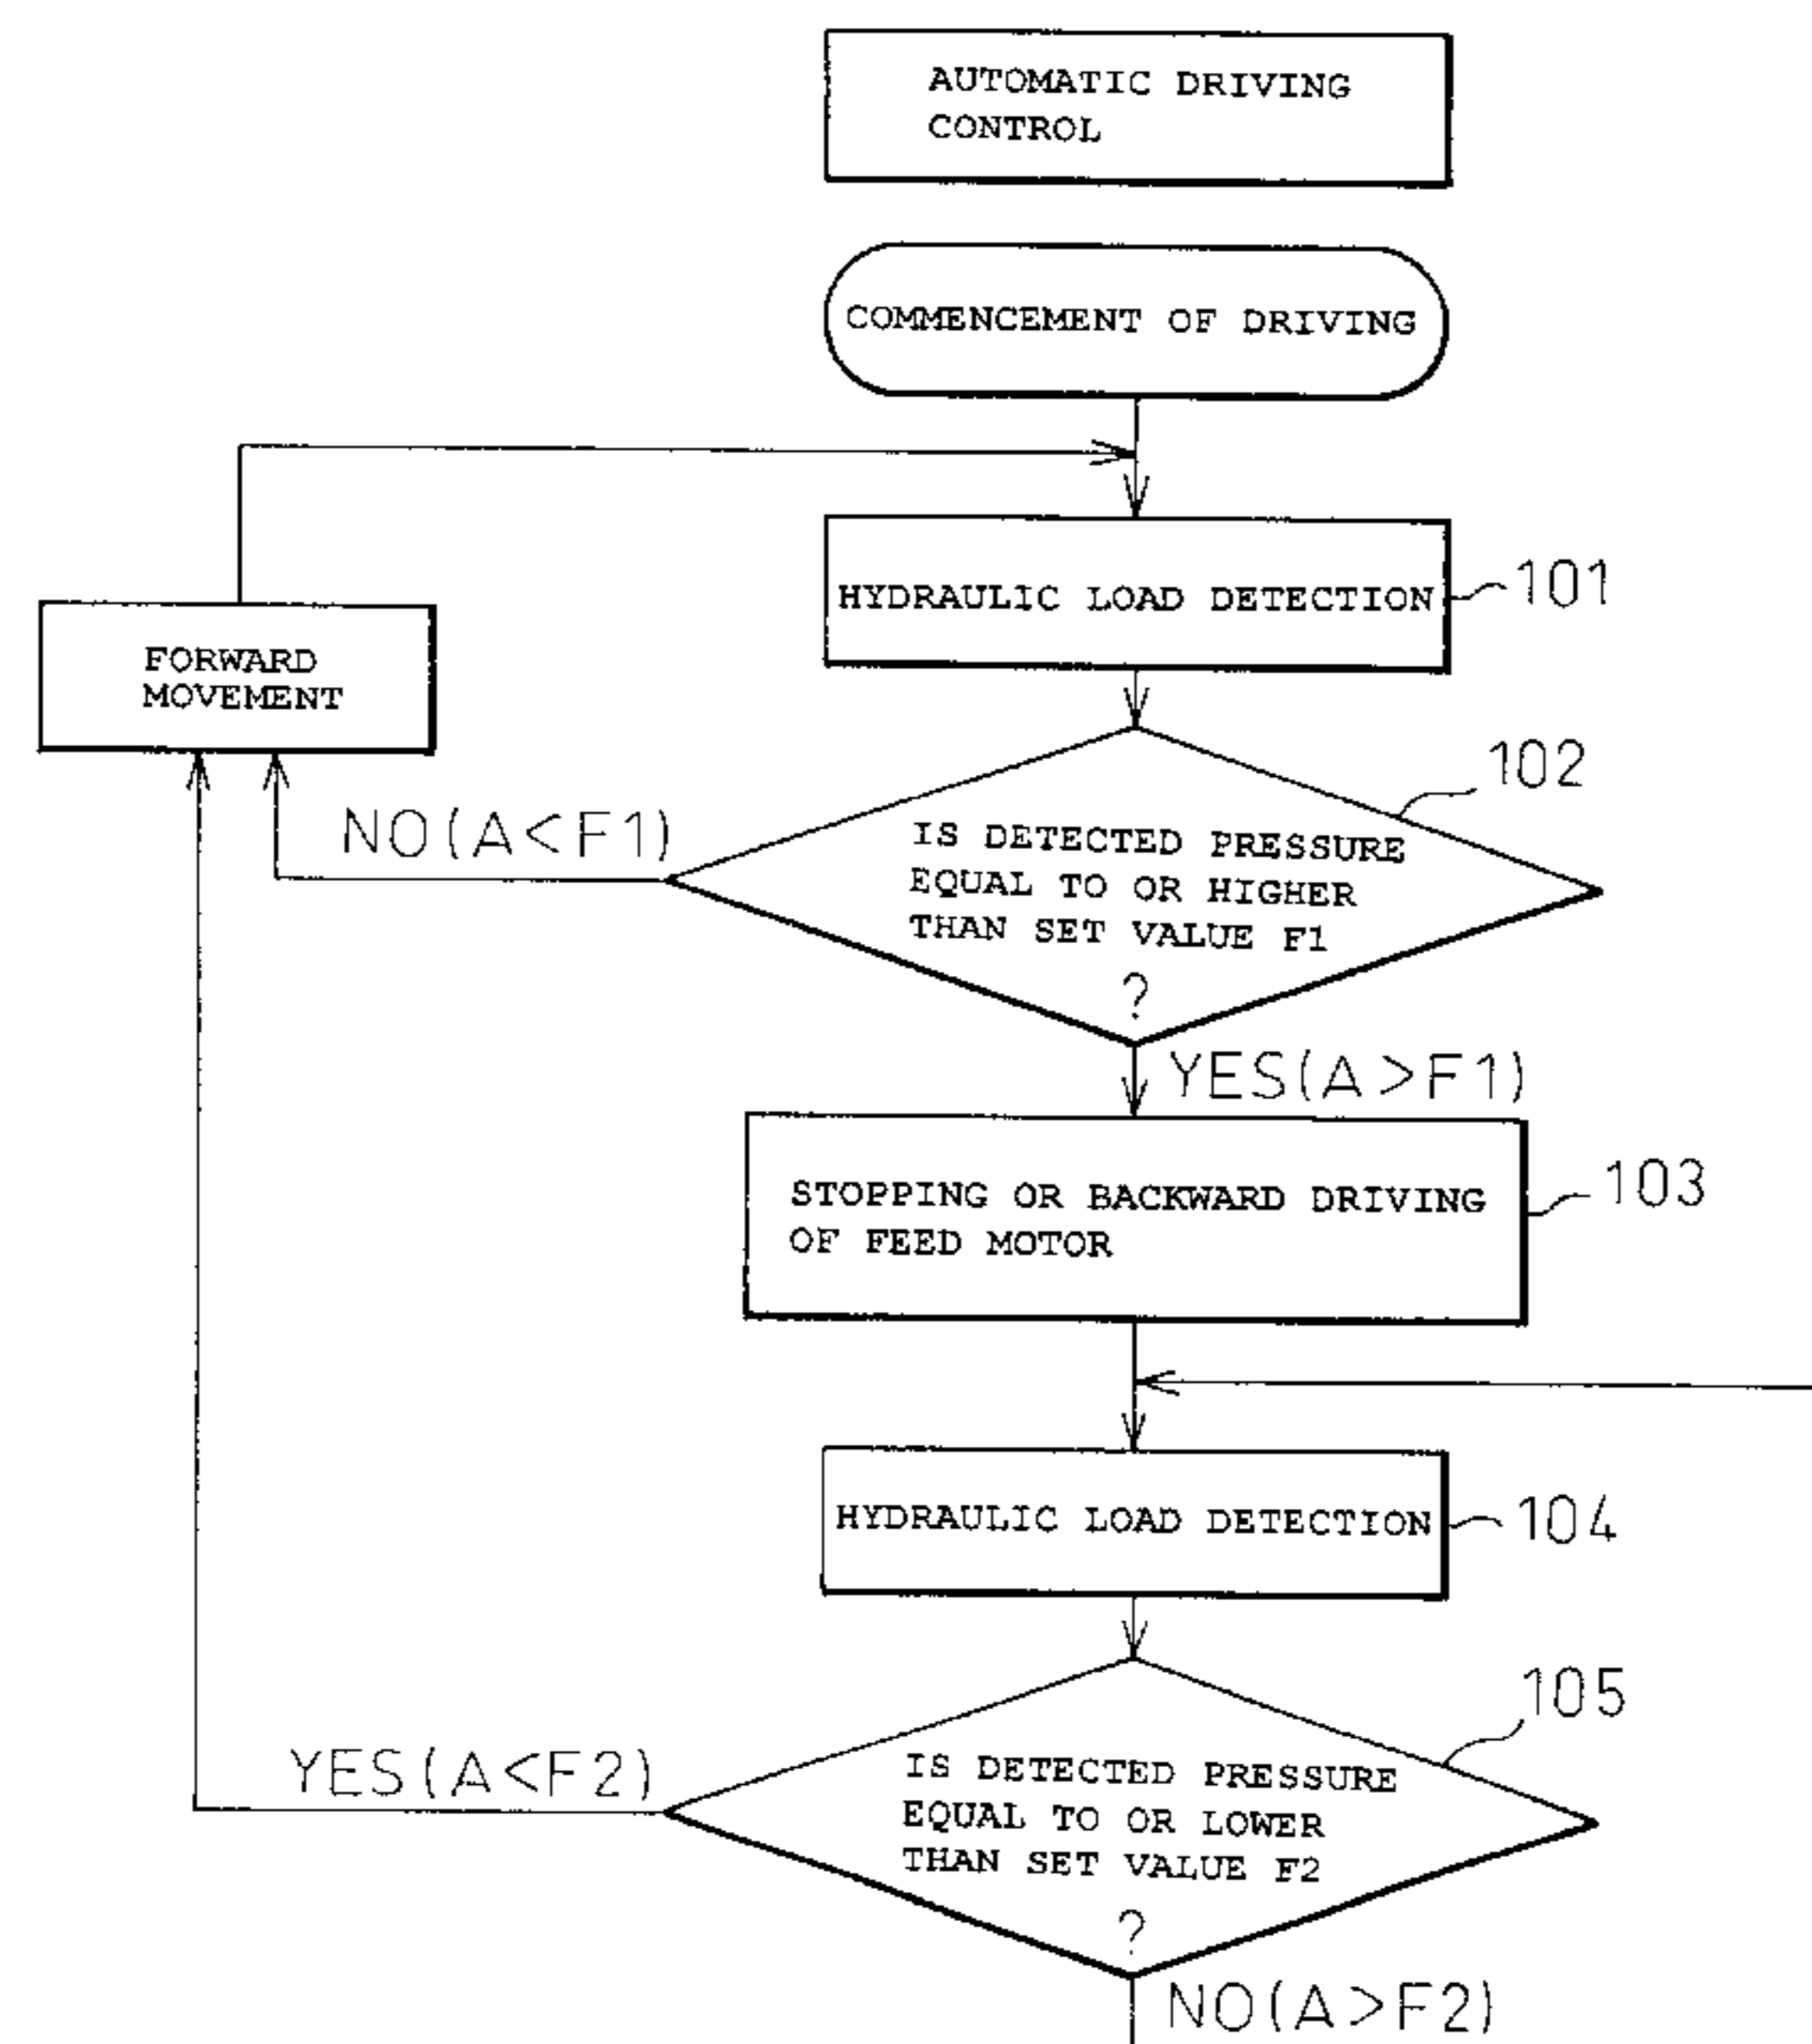 AUTOMATIC DRIVING
CONTROL
COMMENCEMENT OF DRIVING
HYDRAULIC LOAD DETECTION
101
FORWARD
MOVEMENT
102
NO(A<F1)
IS DETECTED PRESSURE
EQUAL TO OR HIGHER
THAN SET VALUE F1
?
YES(A>F1)
STOPPING OR BACKWARD DRIVING
OF FEED MOTOR
103
HYDRAULIC LOAD DETECTION
104
105
YES(A<F2)
IS DETECTED PRESSURE
EQUAL TO OR LOWER
THAN SET VALUE F2
?
NO(A>F2)